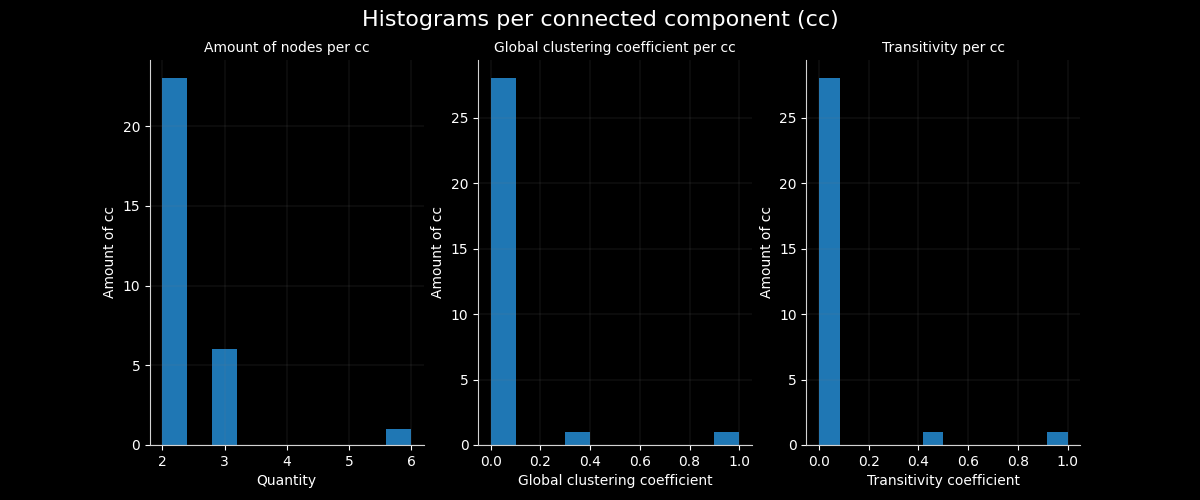 Histograms per connected component (cc)
Amount of nodes per cc
Amount of cc
0
5
10
15
20
2 3 4 5 6
Quantity
Global clustering coefficient per cc
Amount of cc
0
5
10
15
20
25
0.0 0.2 0.4 0.6 0.8 1.0
Global clustering coefficient
Transitivity per cc
Amount of cc
0
5
10
15
20
25
0.0 0.2 0.4 0.6 0.8 1.0
Transitivity coefficient